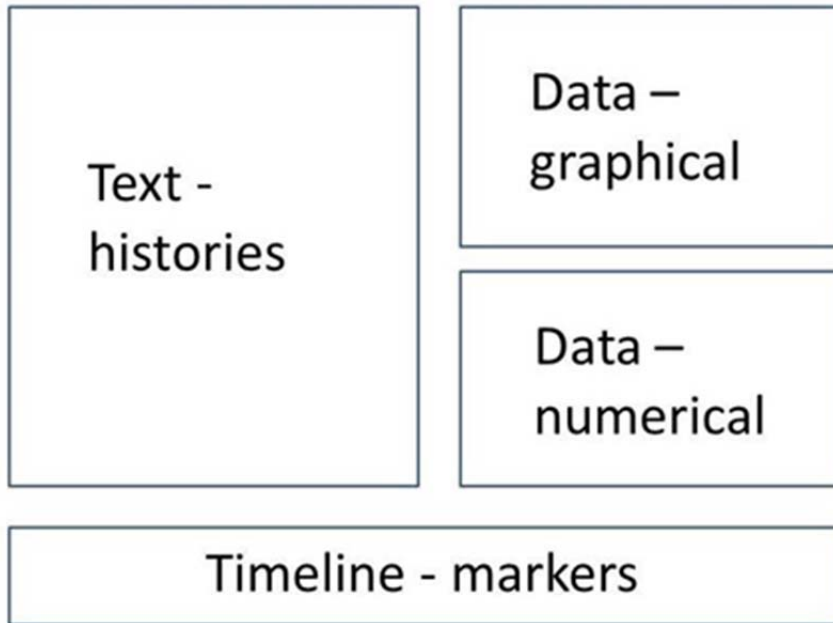 Text -
histories
Data –
graphical
Data –
numerical
Timeline - markers